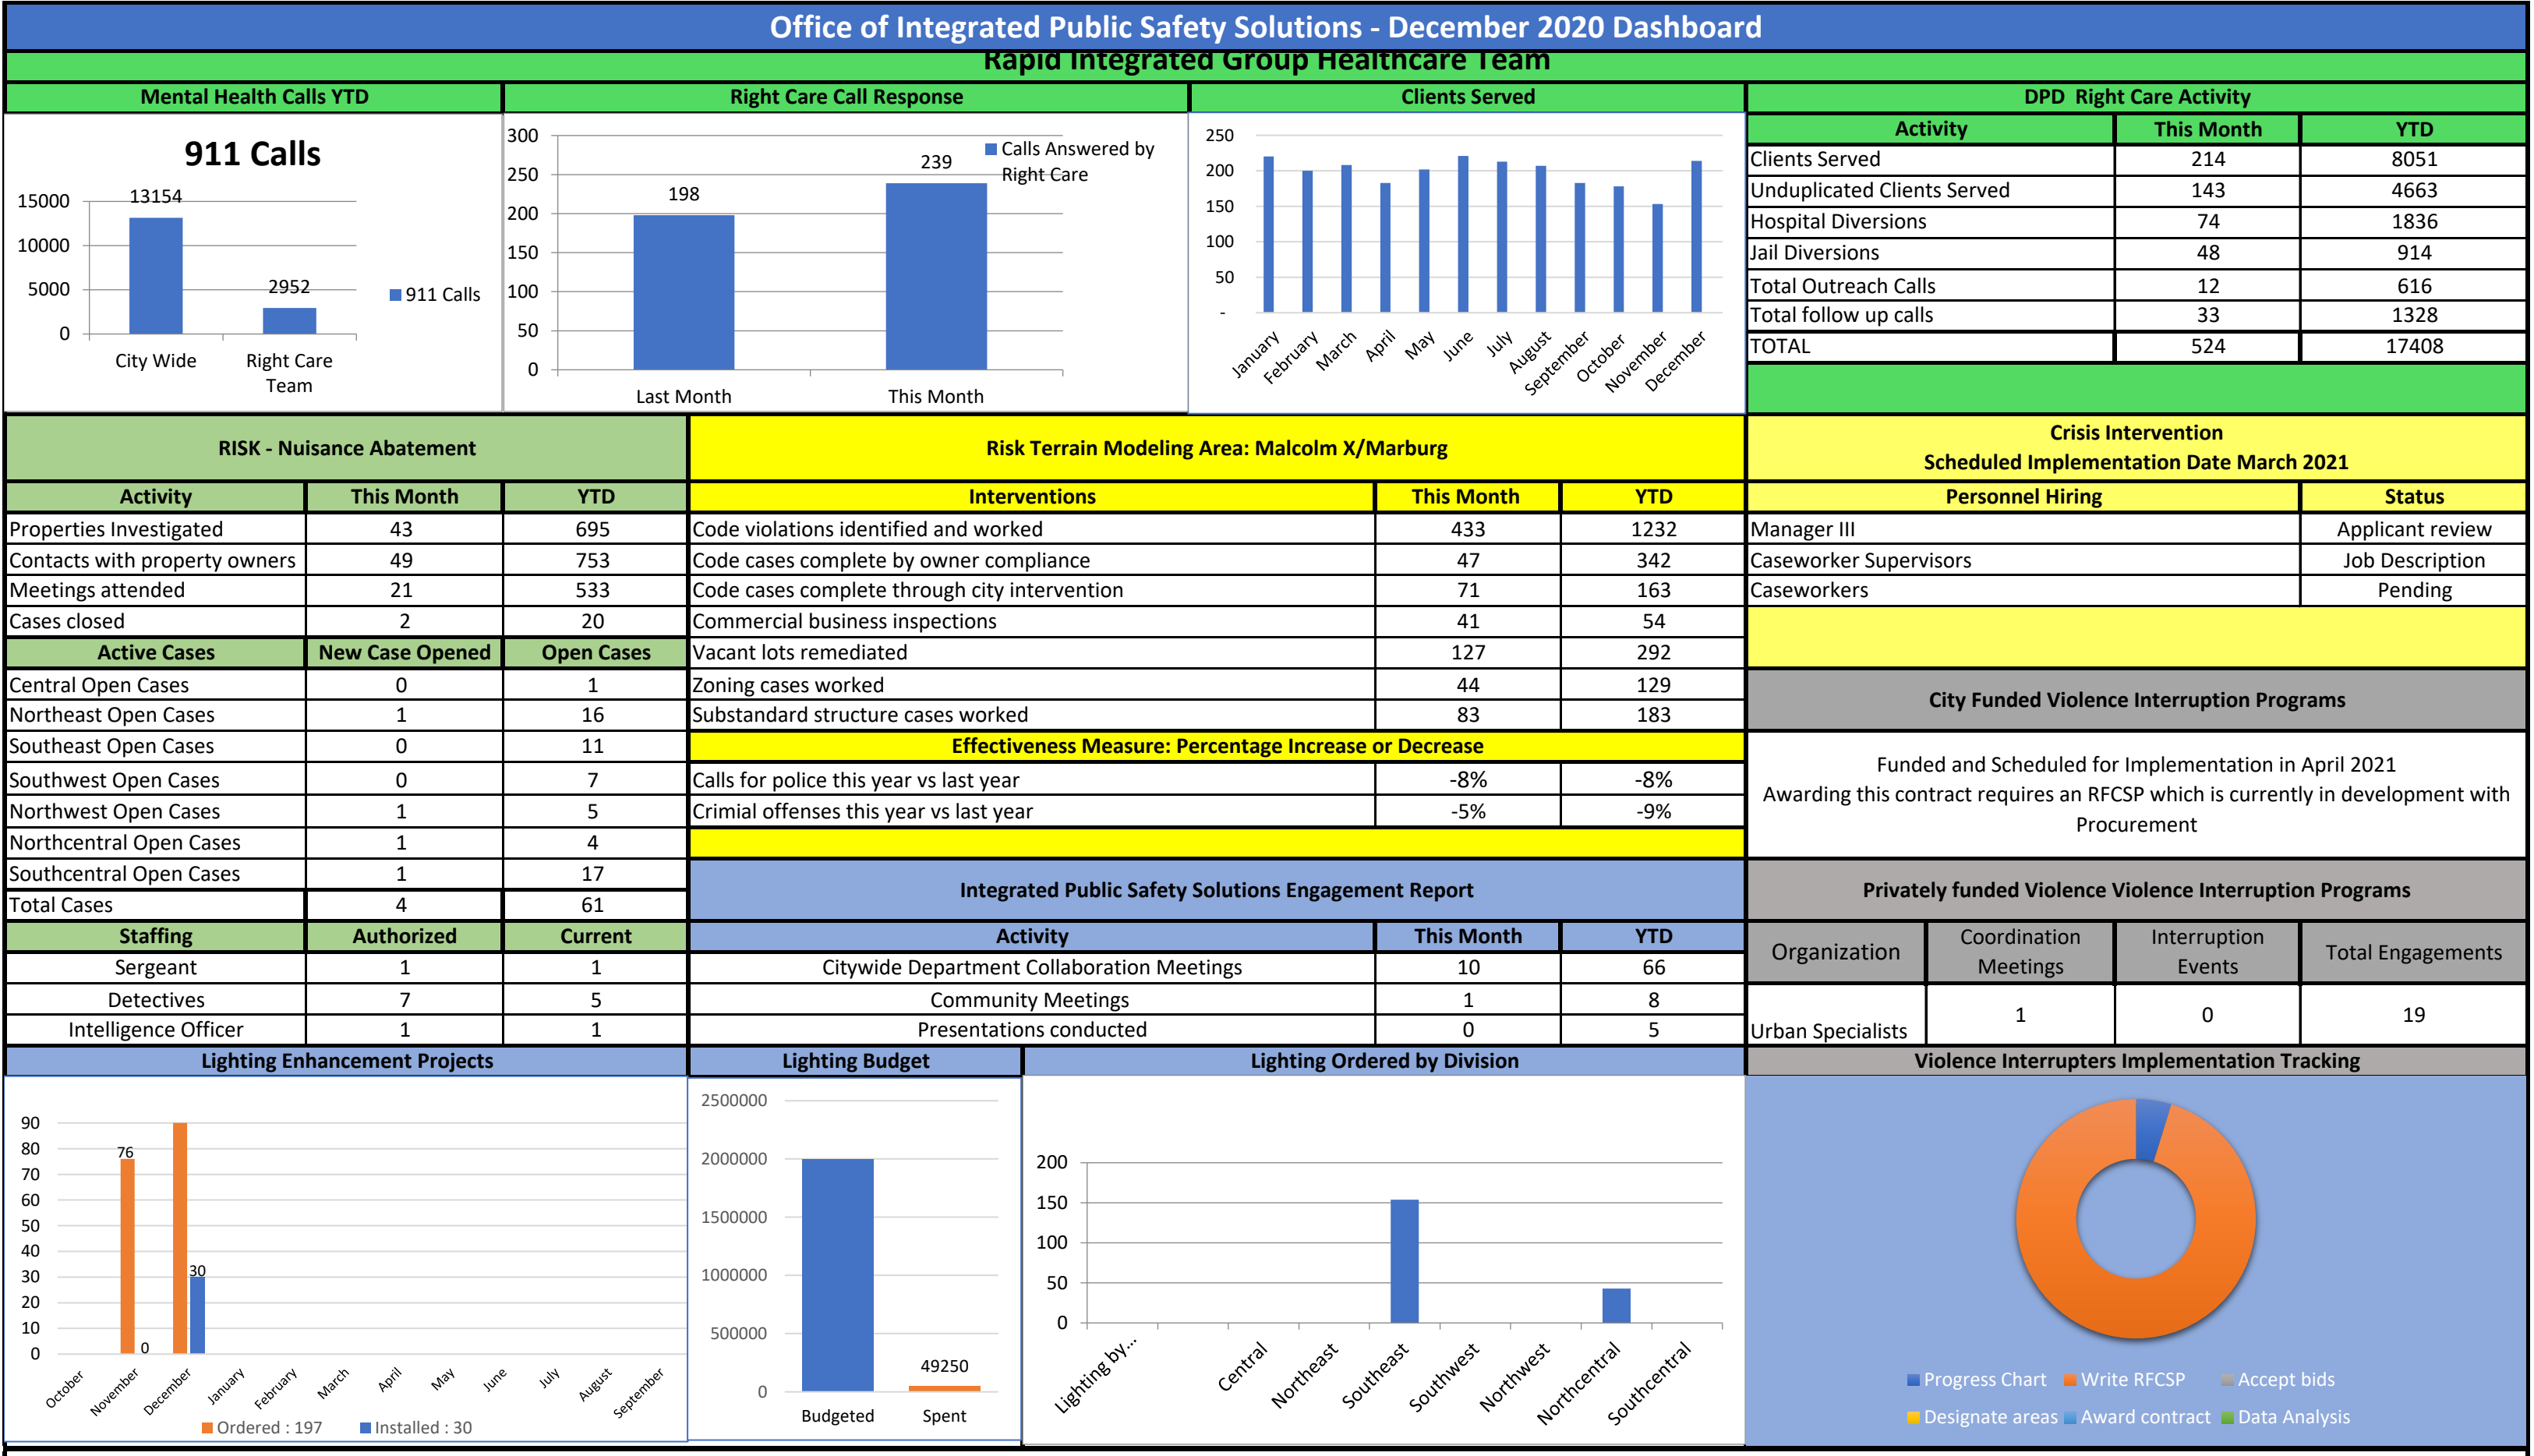 Office of Integrated Public Safety Solutions - December 2020 Dashboard
Rapid Integrated Group Healthcare Team
Mental Health Calls YTD
911 Calls
15000
10000
5000
0
13154
2952
City Wide
Right Care
Team
911 Calls
Right Care Call Response
300
250
200
150
100
50
0
198
239
Last Month
This Month
Calls Answered by
Right Care
Clients Served
250
200
150
100
50
-
January
February
March
April
May
June
July
August
September
October
November
December
DPD  Right Care Activity
Activity This Month YTD
Clients Served 214 8051
Unduplicated Clients Served 143 4663
Hospital Diversions 74 1836
Jail Diversions 48 914
Total Outreach Calls 12 616
Total follow up calls 33 1328
TOTAL 524 17408
RISK - Nuisance Abatement
Activity This Month YTD
Properties Investigated 43 695
Contacts with property owners 49 753
Meetings attended 21 533
Cases closed 2 20
Active Cases New Case Opened Open Cases
Central Open Cases 0 1
Northeast Open Cases 1 16
Southeast Open Cases 0 11
Southwest Open Cases 0 7
Northwest Open Cases 1 5
Northcentral Open Cases 1 4
Southcentral Open Cases 1 17
Total Cases 4 61
Staffing Authorized Current
Sergeant 1 1
Detectives 7 5
Intelligence Officer 1 1
Risk Terrain Modeling Area: Malcolm X/Marburg
Interventions This Month YTD
Code violations identified and worked 433 1232
Code cases complete by owner compliance 47 342
Code cases complete through city intervention 71 163
Commercial business inspections 41 54
Vacant lots remediated 127 292
Zoning cases worked 44 129
Substandard structure cases worked 83 183
Effectiveness Measure: Percentage Increase or Decrease
Calls for police this year vs last year -8% -8%
Crimial offenses this year vs last year -5% -9%
Integrated Public Safety Solutions Engagement Report
Activity This Month YTD
Citywide Department Collaboration Meetings 10 66
Community Meetings 1 8
Presentations conducted 0 5
Crisis Intervention
Scheduled Implementation Date March 2021
Personnel Hiring Status
Manager III Applicant review
Caseworker Supervisors Job Description
Caseworkers Pending
City Funded Violence Interruption Programs
Funded and Scheduled for Implementation in April 2021
Awarding this contract requires an RFCSP which is currently in development with
Procurement
Privately funded Violence Violence Interruption Programs
Organization Coordination Meetings Interruption Events Total Engagements
Urban Specialists 1 0 19
Lighting Enhancement Projects
90
80
70
60
50
40
30
20
10
0
76
0
30
October
November
December
January
February
March
April
May
June
July
August
September
Ordered : 197 Installed : 30
Lighting Budget
2500000
2000000
1500000
1000000
500000
0
49250
Budgeted
Spent
Lighting Ordered by Division
200
150
100
50
0
Lighting by...
Central
Northeast
Southeast
Southwest
Northwest
Northcentral
Southcentral
Violence Interrupters Implementation Tracking
Progress Chart Write RFCSP Accept bids
Designate areas Award contract Data Analysis